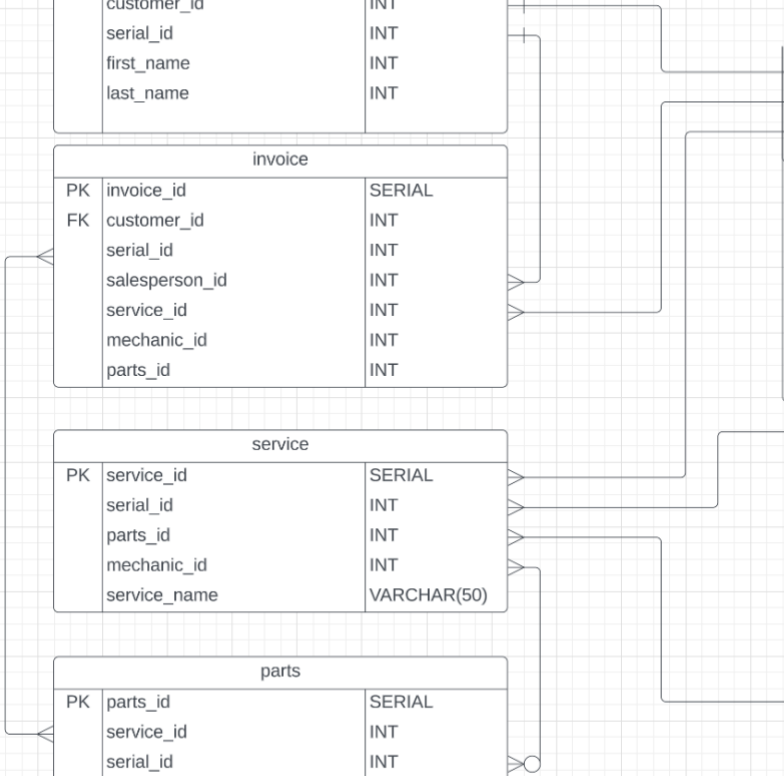 customer_id INT
serial_id INT
first_name INT
last_name INT
invoice
PK invoice_id SERIAL
FK customer_id INT
serial_id INT
salesperson_id INT
service_id INT
mechanic_id INT
parts_id INT
service
PK service_id SERIAL
serial_id INT
parts_id INT
mechanic_id INT
service_name VARCHAR(50)
parts
PK parts_id SERIAL
service_id INT
serial_id INT